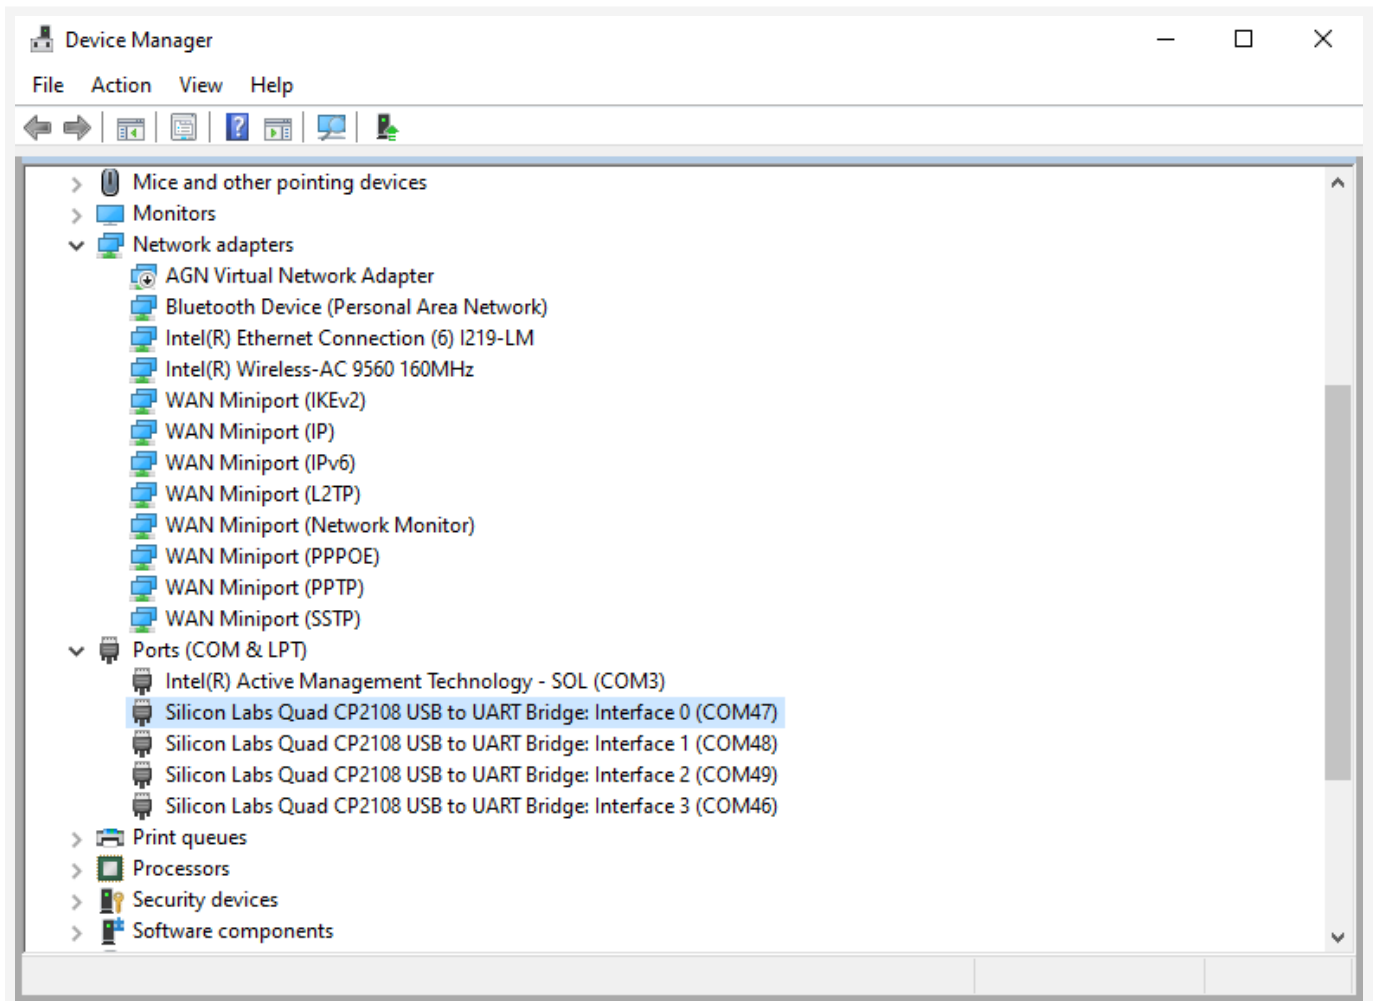 Device Manager
File Action View Help
Mice and other pointing devices
Monitors
Network adapters
AGN Virtual Network Adapter
Bluetooth Device (Personal Area Network)
Intel(R) Ethernet Connection (6) I219-LM
Intel(R) Wireless-AC 9560 160MHz
WAN Miniport (IKEv2)
WAN Miniport (IP)
WAN Miniport (IPv6)
WAN Miniport (L2TP)
WAN Miniport (Network Monitor)
WAN Miniport (PPPOE)
WAN Miniport (PPTP)
WAN Miniport (SSTP)
Ports (COM & LPT)
Intel(R) Active Management Technology - SOL (COM3)
Silicon Labs Quad CP2108 USB to UART Bridge: Interface 0 (COM47)
Silicon Labs Quad CP2108 USB to UART Bridge: Interface 1 (COM48)
Silicon Labs Quad CP2108 USB to UART Bridge: Interface 2 (COM49)
Silicon Labs Quad CP2108 USB to UART Bridge: Interface 3 (COM46)
Print queues
Processors
Security devices
Software components